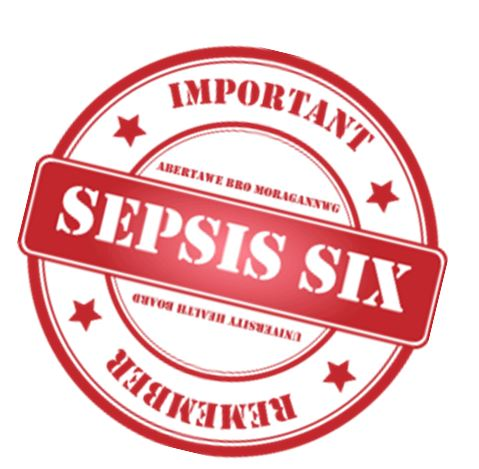 IMPORTANT
ABERTAWE BRO MORAGANNWG
SEPSIS SIX
UNIVERSITY HEALTH BOARD
REMEMBER